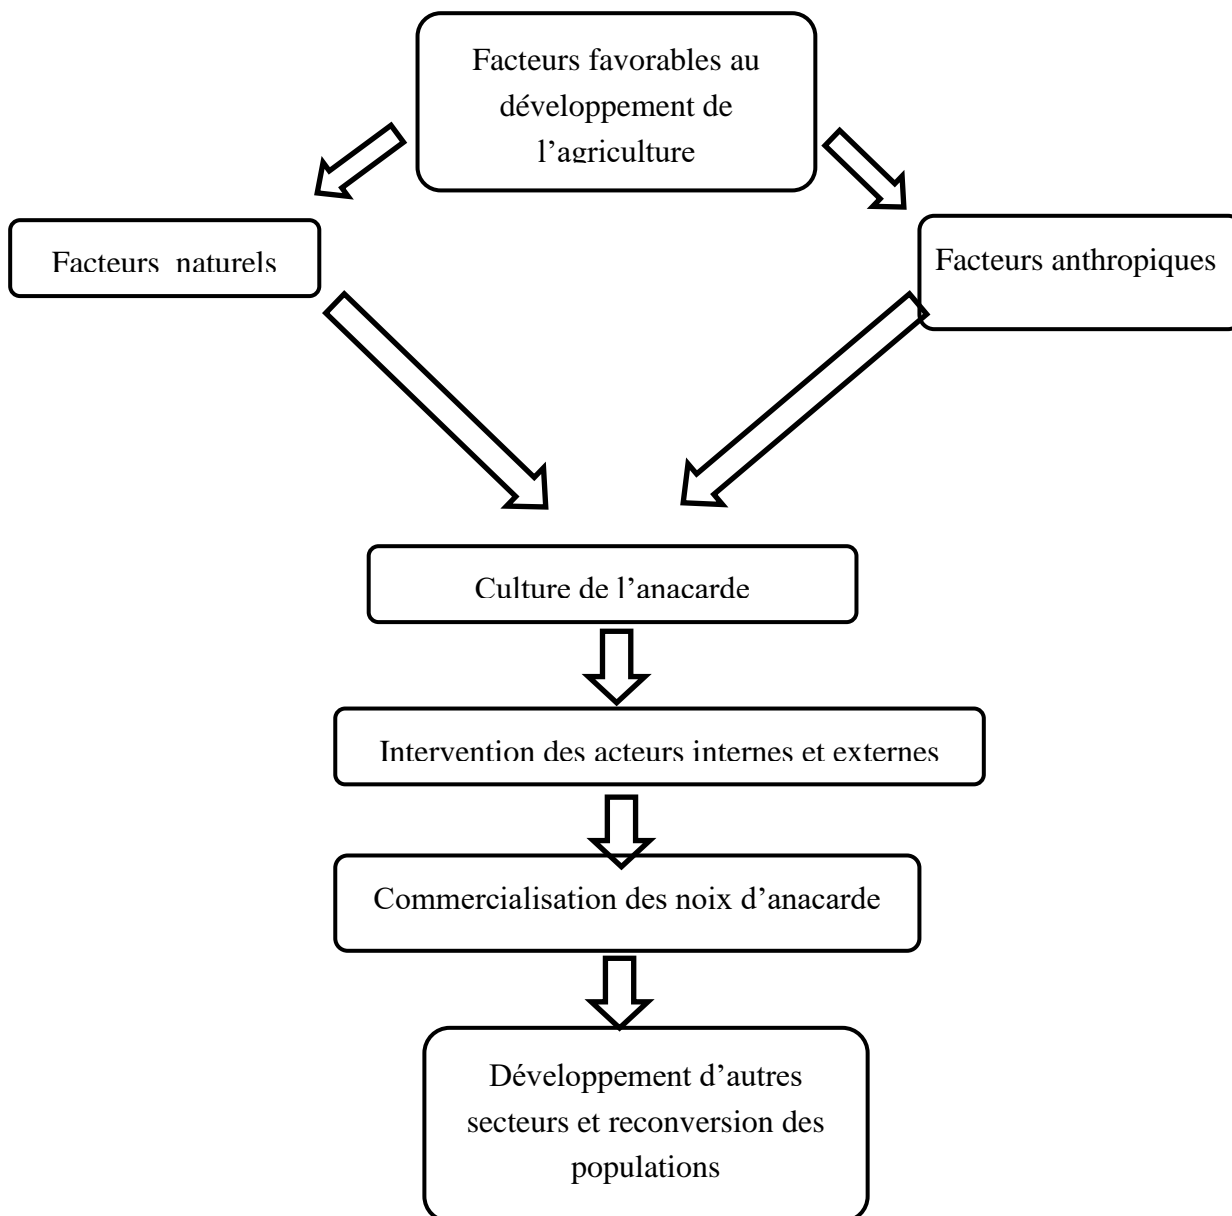 Facteurs favorables au
développement de
l’agriculture
Facteurs naturels
Facteurs anthropiques
Culture de l’anacarde
Intervention des acteurs internes et externes
Commercialisation des noix d’anacarde
Développement d’autres
secteurs et reconversion des
populations